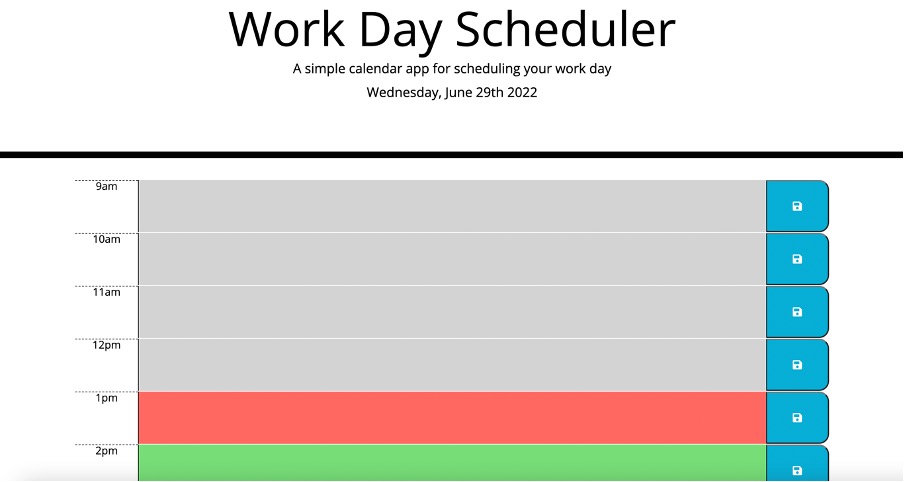 Work Day Scheduler
A simple calendar app for scheduling your work day
Wednesday, June 29th 2022
9am
10am
11am
12pm
1pm
2pm